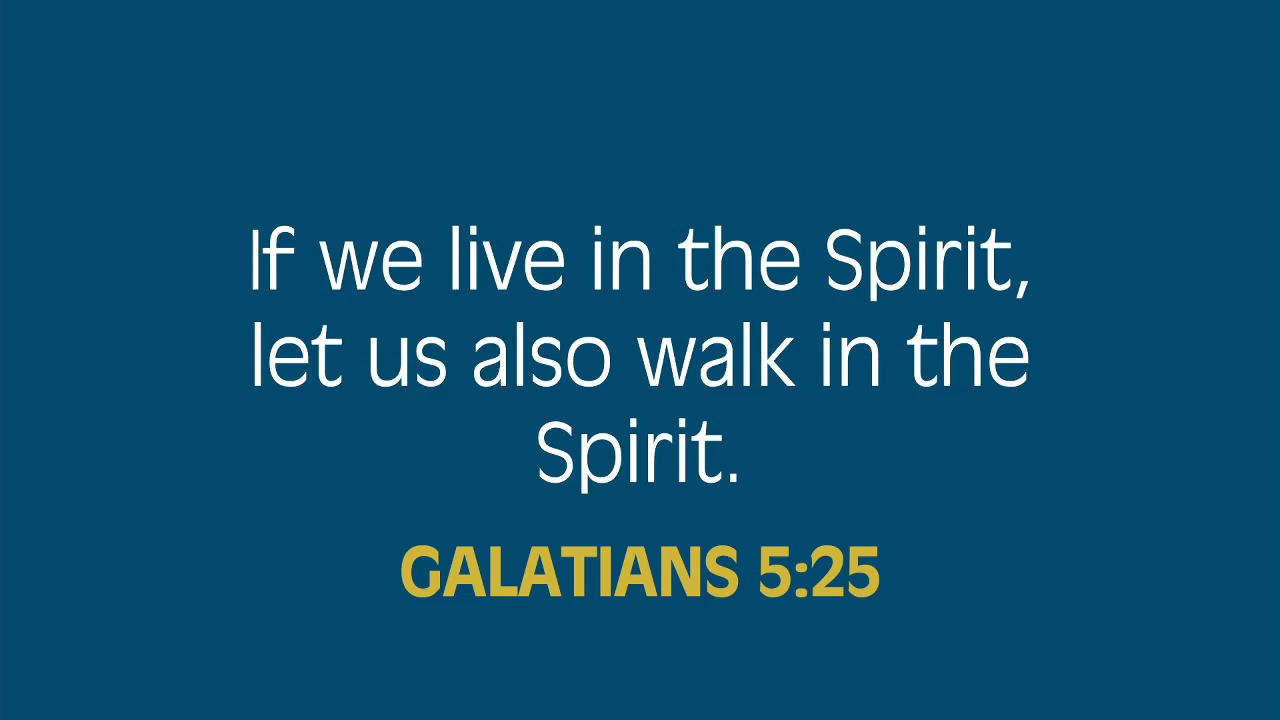 If we live in the Spirit,
let us also walk in the
Spirit.
GALATIANS 5:25